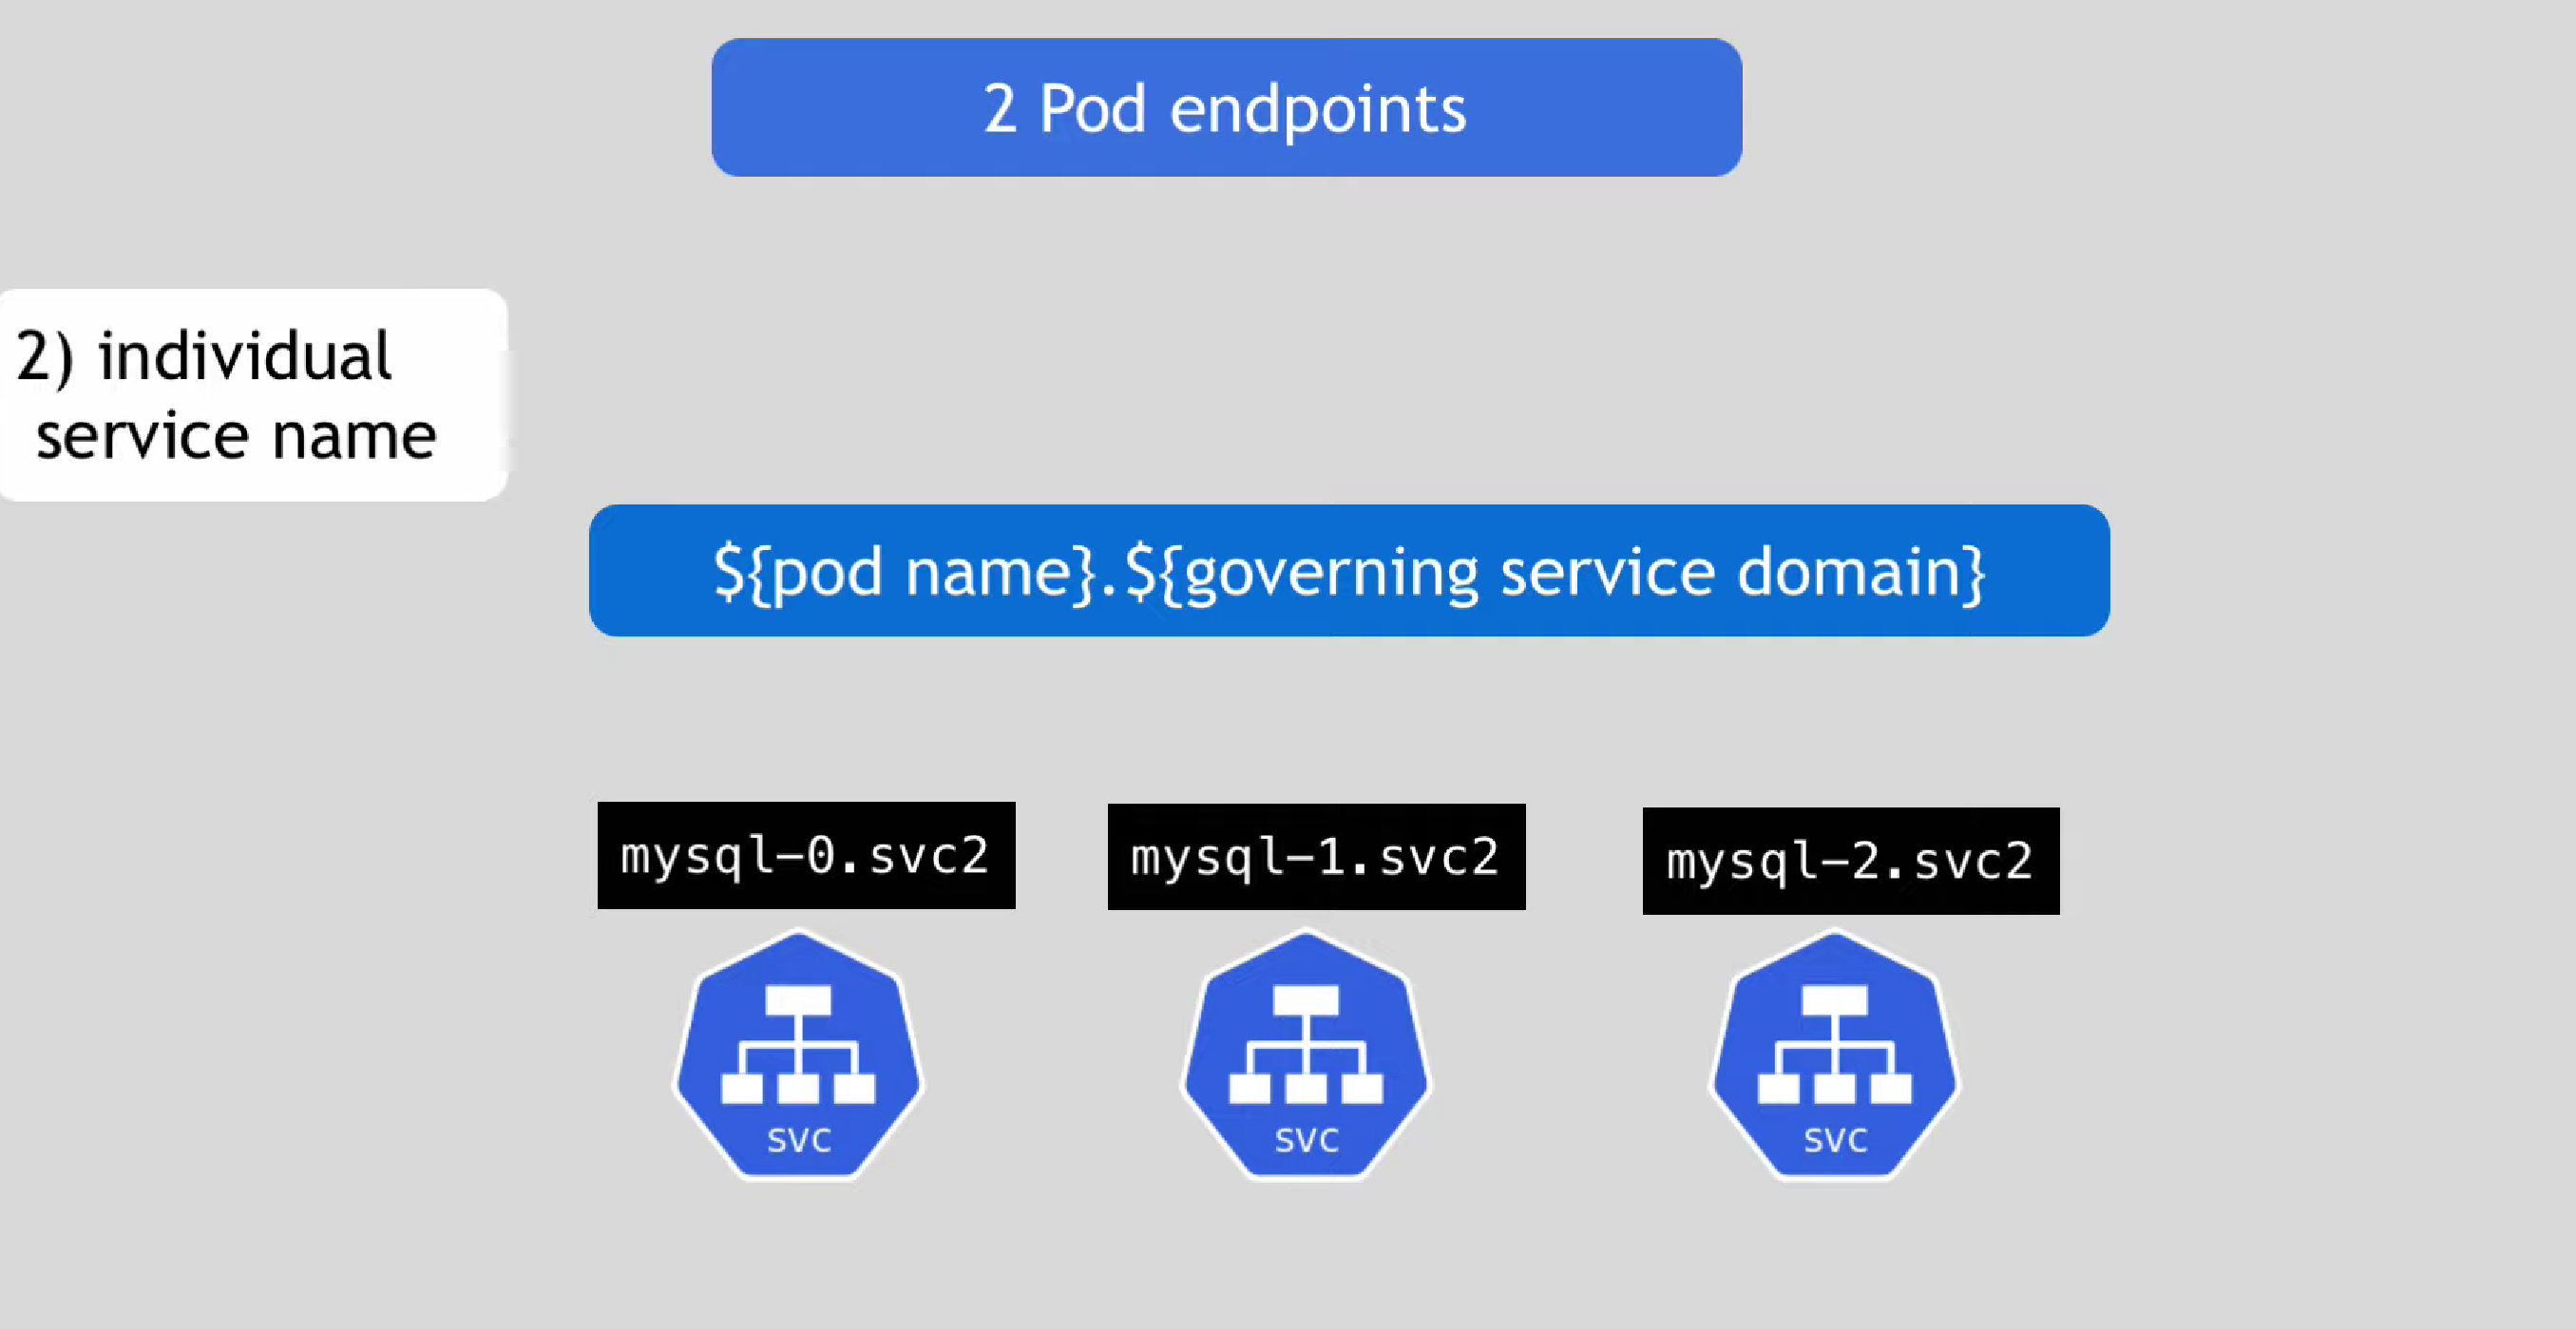 2 Pod endpoints
2) individual
service name
${pod name}.${governing service domain}
mysql-0.svc2
mysql-1.svc2
mysql-2.svc2
svc
svc
svc